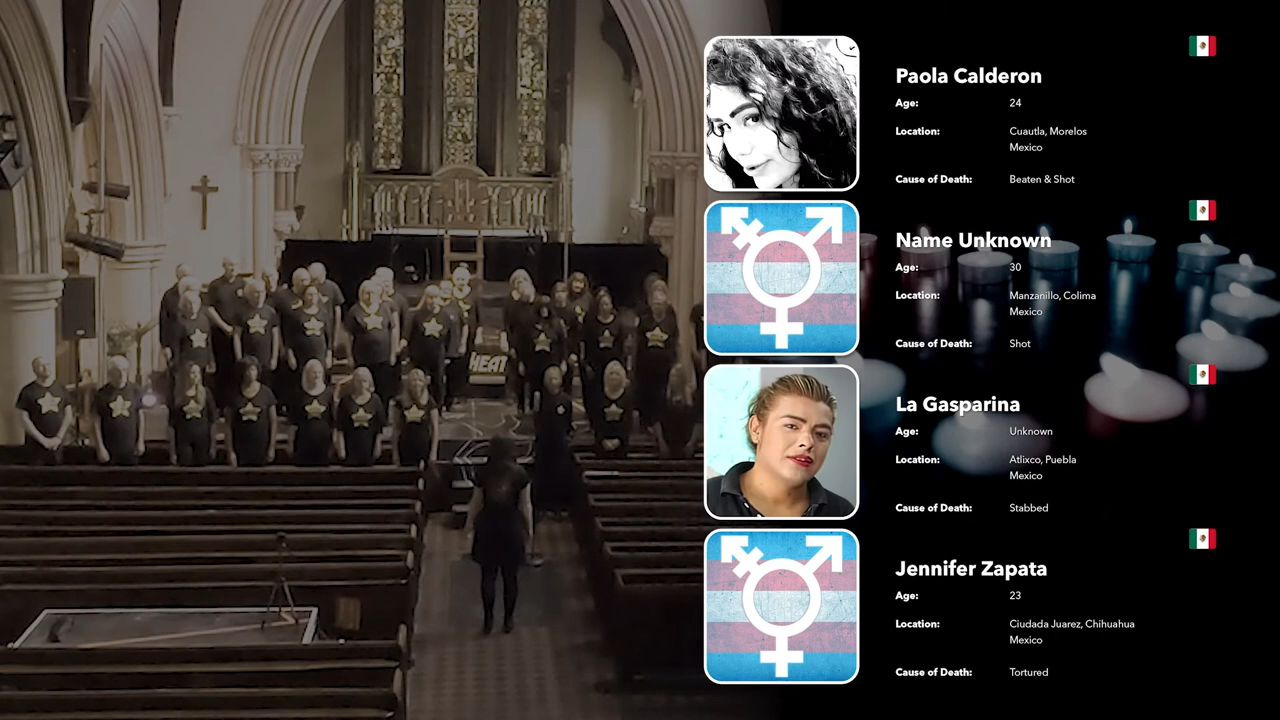 Paola Calderon
Age: 24
Location: Cuautla, Morelos
Mexico
Cause of Death: Beaten & Shot
Name Unknown
Age: 30
Location: Manzanillo, Colima
Mexico
Cause of Death: Shot
La Gasparina
Age: Unknown
Location: Atlixco, Puebla
Mexico
Cause of Death: Stabbed
Jennifer Zapata
Age: 23
Location: Ciudada Juarez, Chihuahua
Mexico
Cause of Death: Tortured
HEAT